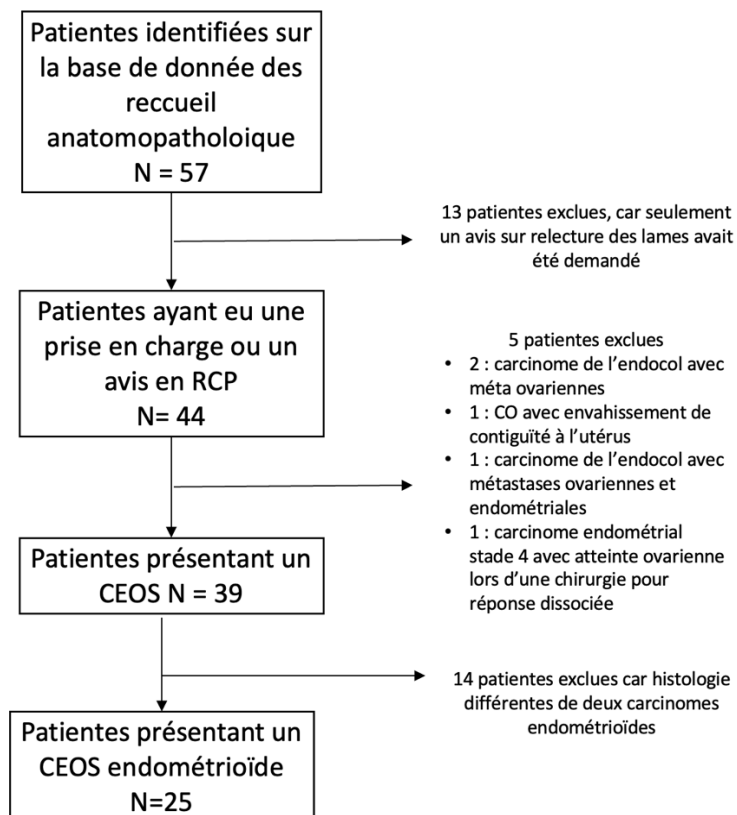 Patientes identifiées sur
la base de donnée des
reccueil
anatomopatholoique
N = 57
13 patientes exclues, car seulement
un avis sur relecture des lames avait
été demandé
Patientes ayant eu une
prise en charge ou un
avis en RCP
N= 44
5 patientes exclues
• 2 : carcinome de l'endocol avec
méta ovariennes
• 1 : CO avec envahissement de
contiguïté à l'utérus
• 1 : carcinome de l'endocol avec
métastases ovariennes et
endométriales
• 1 : carcinome endométrial
stade 4 avec atteinte ovarienne
lors d'une chirurgie pour
réponse dissociée
Patientes présentant un
CEOS N = 39
14 patientes exclues car histologie
différentes de deux carcinomes
endométrioïdes
Patientes présentant un
CEOS endométrioïde
N=25